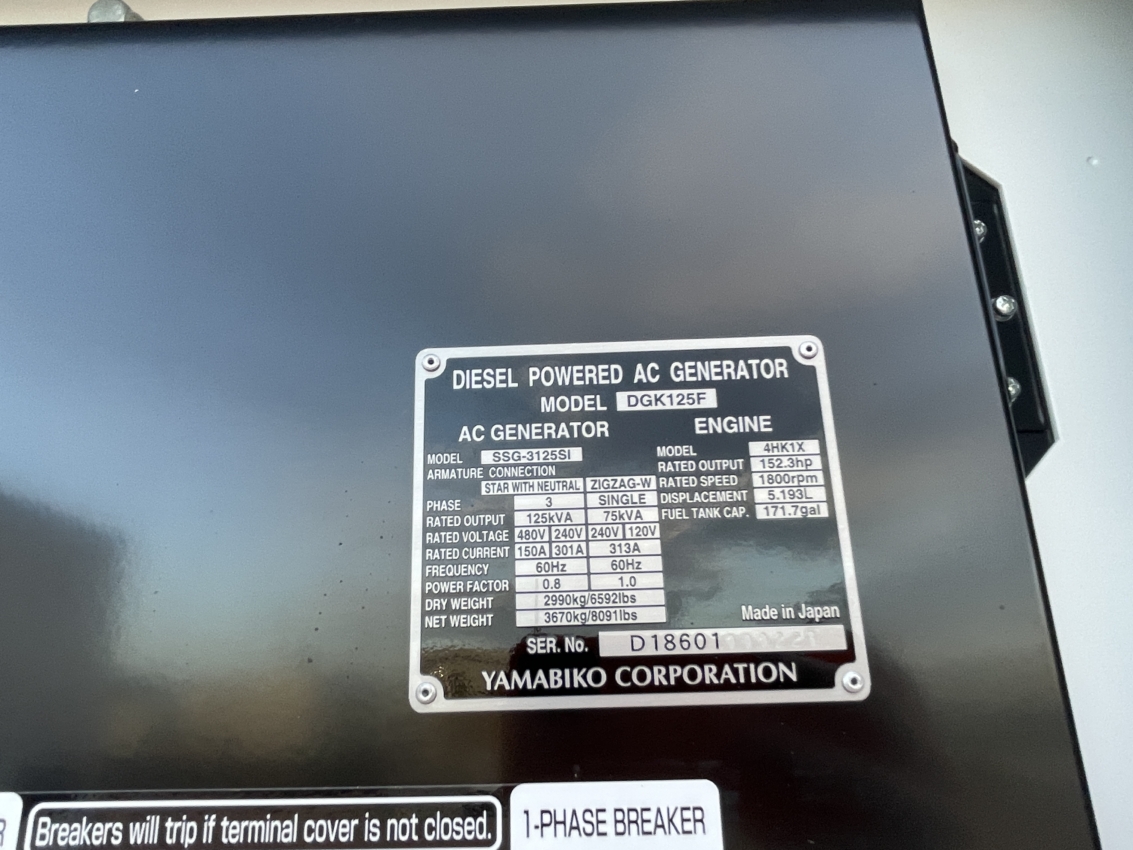 DIESEL POWERED AC GENERATOR
MODEL DGK125F
AC GENERATOR
MODEL SSG-3125SI
ARMATURE CONNECTION
STAR WITH NEUTRAL ZIGZAG-W
PHASE 3 SINGLE
RATED OUTPUT 125kVA 75kVA
RATED VOLTAGE 480V 240V 240V 120V
RATED CURRENT 150A 301A 313A
FREQUENCY 60Hz 60Hz
POWER FACTOR 0.8 1.0
DRY WEIGHT 2990kg/6592lbs
NET WEIGHT 3670kg/8091lbs
ENGINE
MODEL 4HK1X
RATED OUTPUT 152.3hp
RATED SPEED 1800rpm
DISPLACEMENT 5.193L
FUEL TANK CAP. 171.7gal
Made in Japan
SER. No. D18601
YAMABIKO CORPORATION
Breakers will trip if terminal cover is not closed.
1-PHASE BREAKER